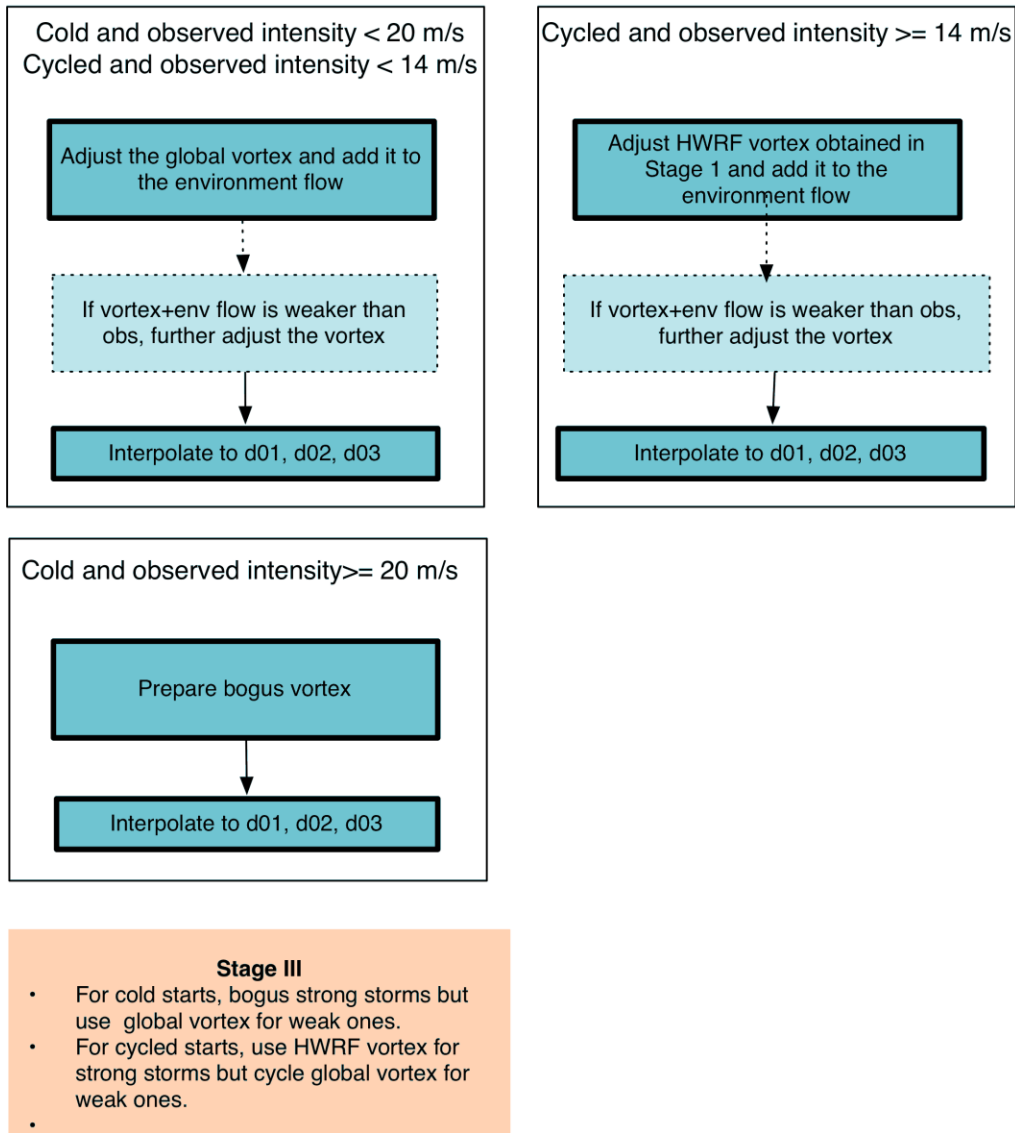 Cold and observed intensity < 20 m/s
Cycled and observed intensity < 14 m/s
Adjust the global vortex and add it to
the environment flow
If vortex+env flow is weaker than
obs, further adjust the vortex
Interpolate to d01, d02, d03
Cycled and observed intensity >= 14 m/s
Adjust HWRF vortex obtained in
Stage 1 and add it to the
environment flow
If vortex+env flow is weaker than obs,
further adjust the vortex
Interpolate to d01, d02, d03
Cold and observed intensity>= 20 m/s
Prepare bogus vortex
Interpolate to d01, d02, d03
Stage III
• For cold starts, bogus strong storms but
use global vortex for weak ones.
• For cycled starts, use HWRF vortex for
strong storms but cycle global vortex for
weak ones.
•